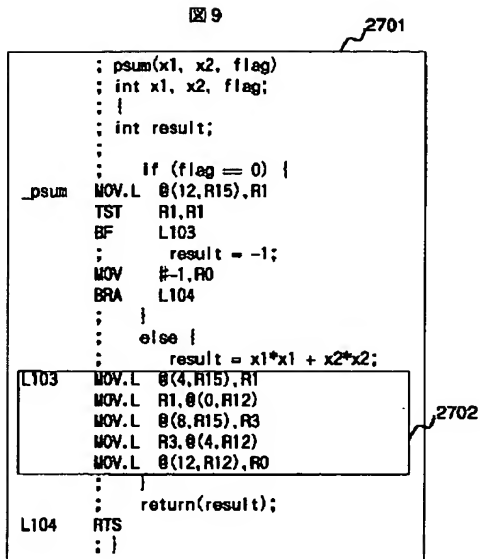 図9
2701
; psum(x1, x2, flag)
; int x1, x2, flag;
; {
; int result;
;
; if (flag == 0) {
_psum MOV.L @(12,R15),R1
TST R1,R1
BF L103
; result = -1;
MOV #-1,R0
BRA L104
; }
; else {
; result = x1*x1 + x2*x2;
L103 MOV.L @(4,R15),R1
MOV.L R1,@(0,R12)
MOV.L @(8,R15),R3
MOV.L R3,@(4,R12)
MOV.L @(12,R12),R0
2702
; }
; return(result);
L104 RTS
; }